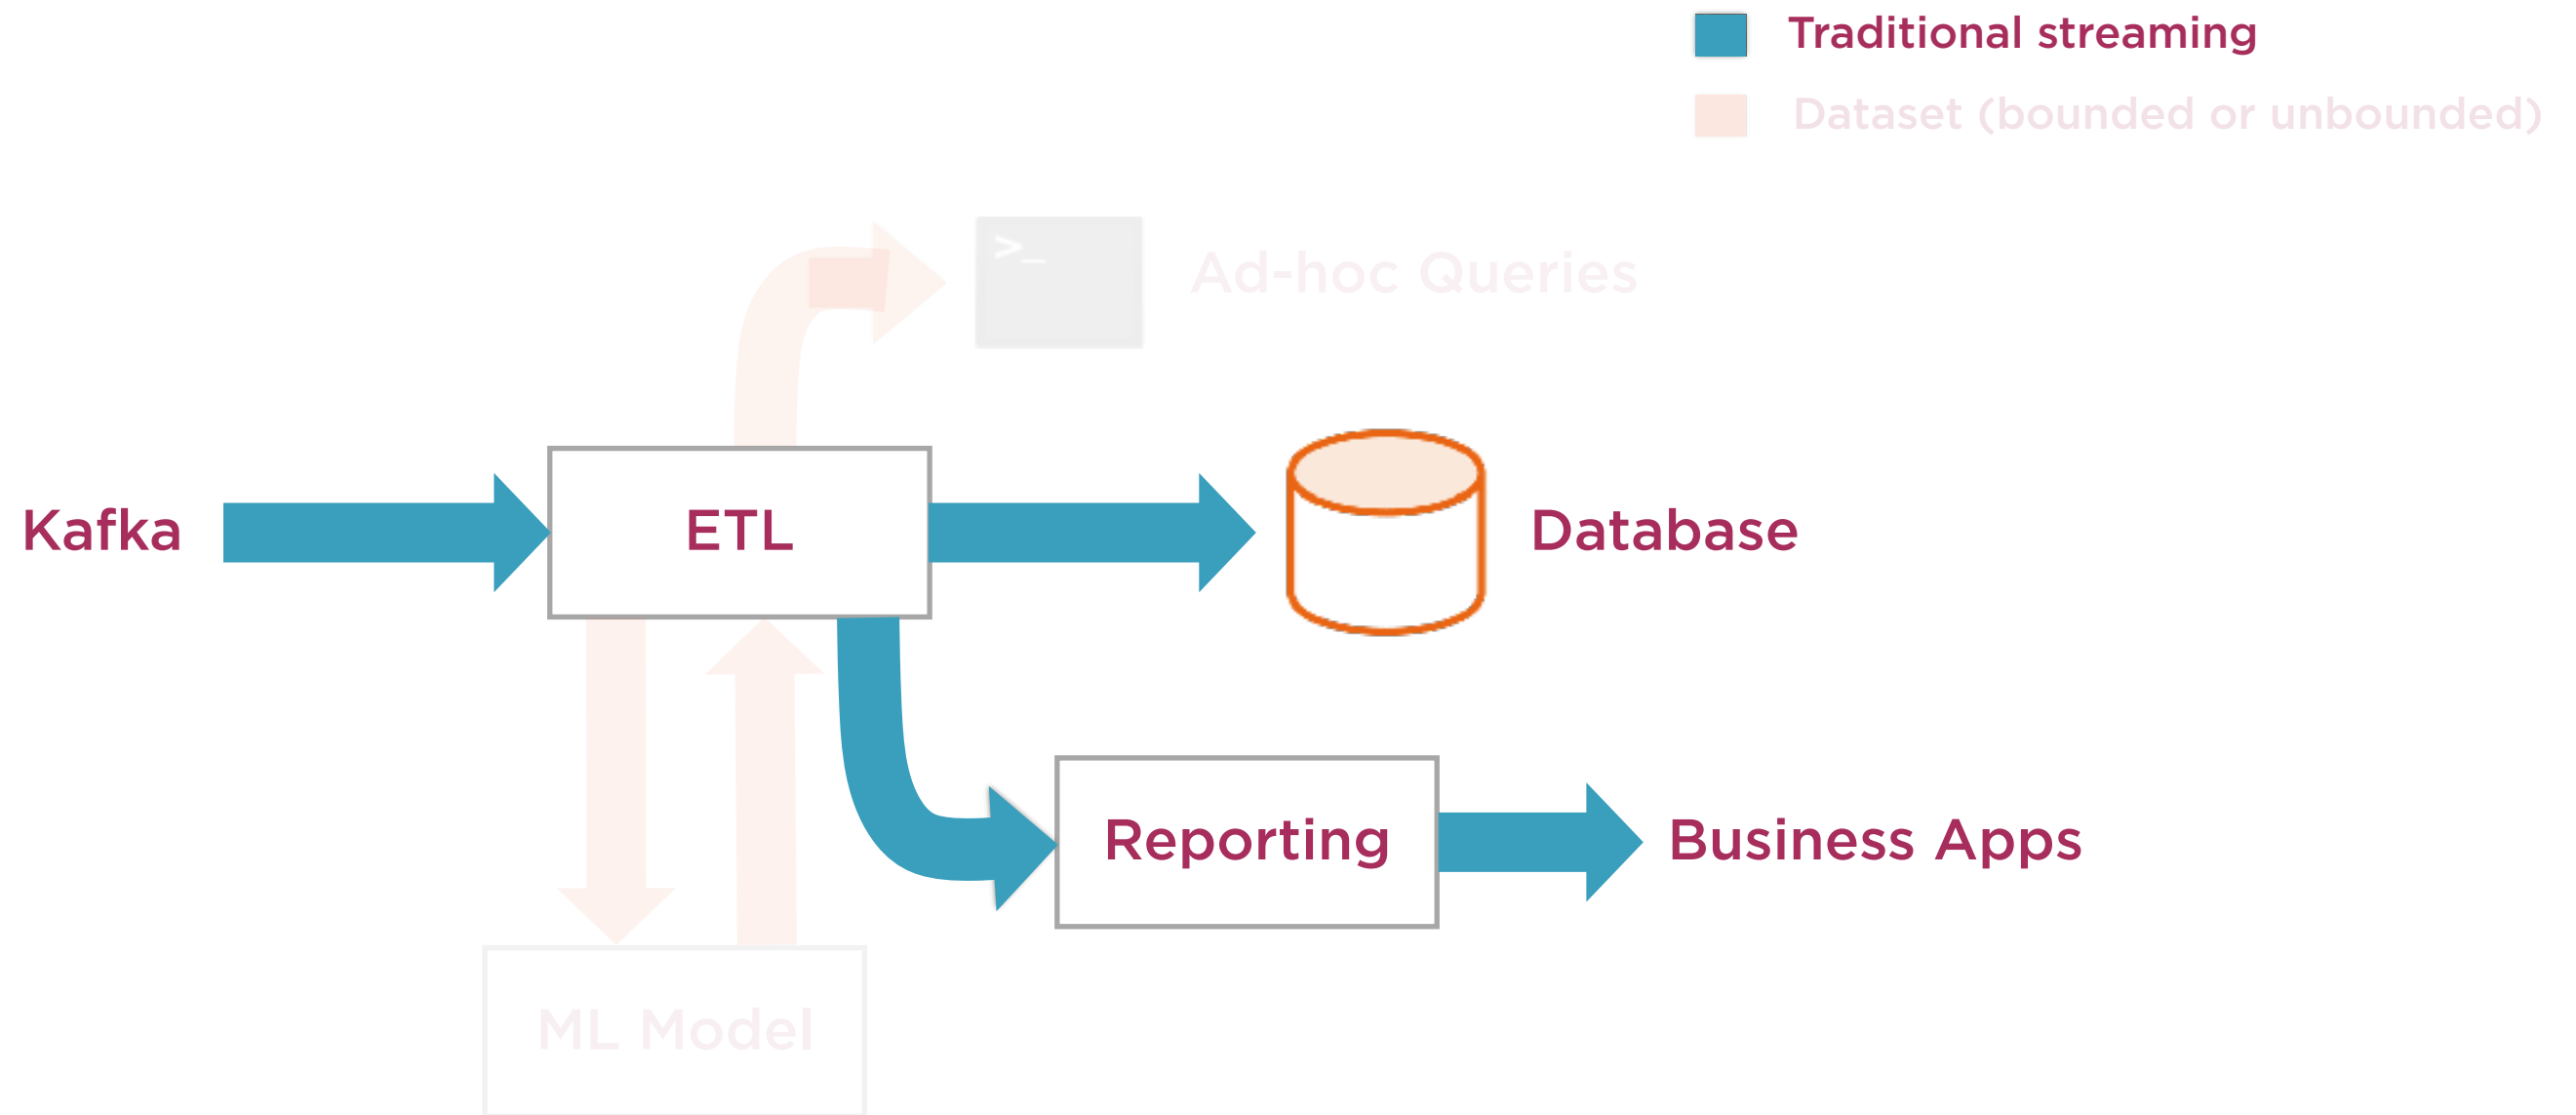 Traditional streaming
Dataset (bounded or unbounded)
>_
Ad-hoc Queries
Kafka
ETL
Database
Reporting
Business Apps
ML Model